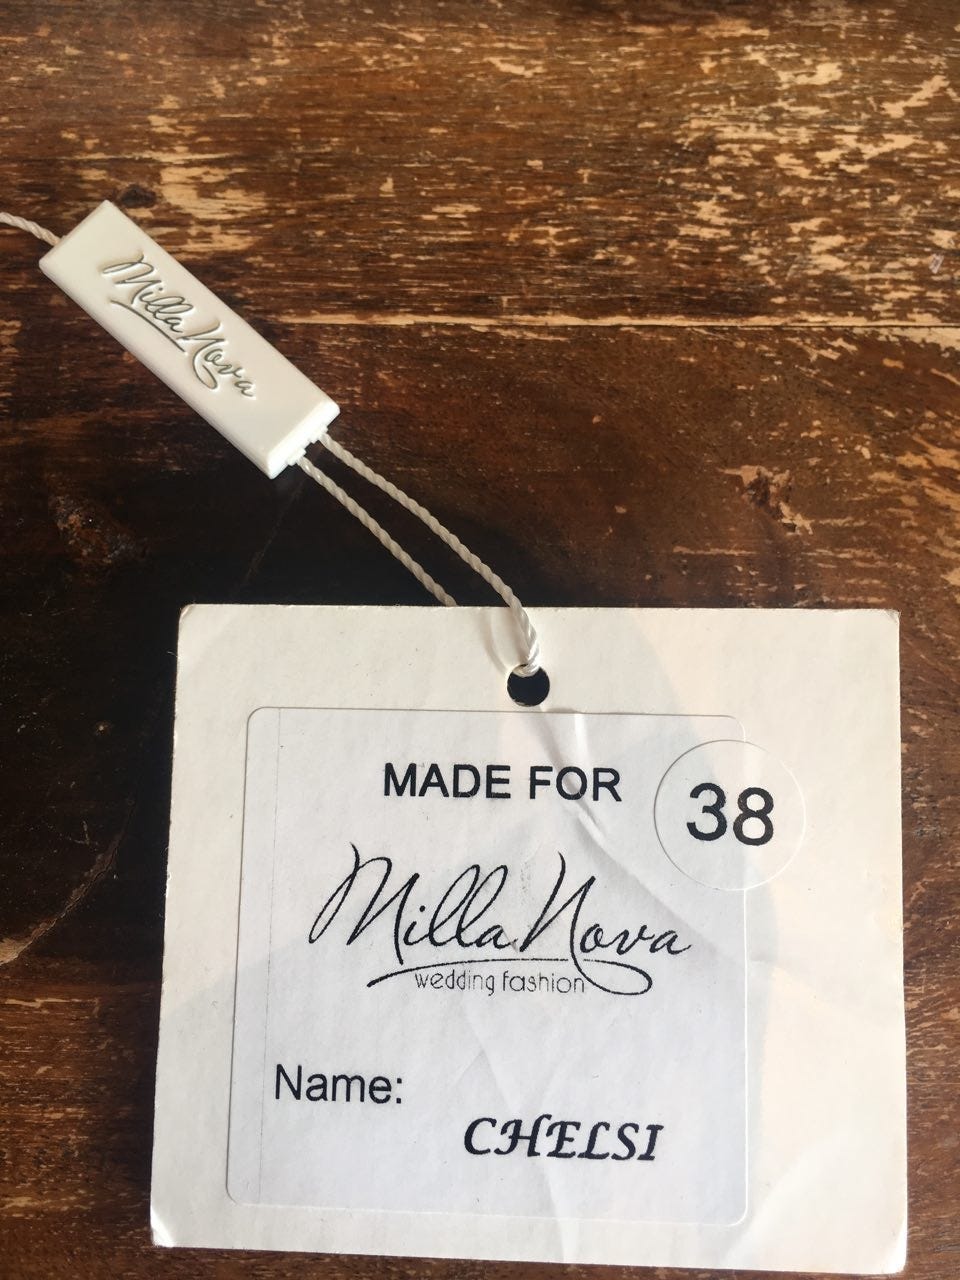 Milla Nova
MADE FOR
38
Milla Nova
wedding fashion
Name:
CHELSI